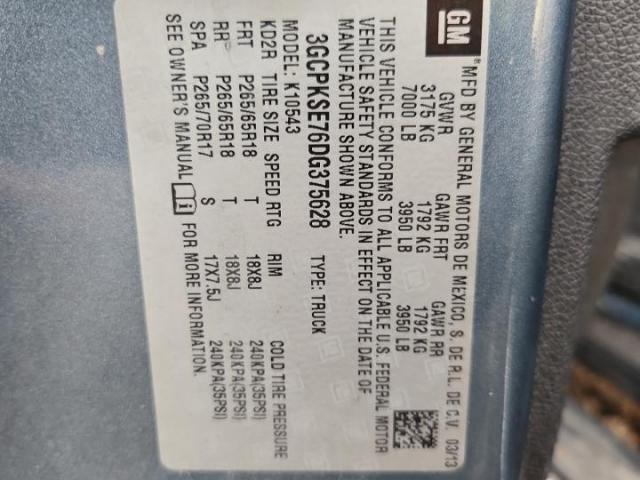 GM
MFD BY GENERAL MOTORS DE MEXICO, S. DE R.L. DE C.V. 03/13
GVWR GAWR FRT GAWR RR
3175 KG 1792 KG 1792 KG
7000 LB 3950 LB 3950 LB
THIS VEHICLE CONFORMS TO ALL APPLICABLE U.S. FEDERAL MOTOR
VEHICLE SAFETY STANDARDS IN EFFECT ON THE DATE OF
MANUFACTURE SHOWN ABOVE.
3GCPKSE76DG375628 TYPE: TRUCK
MODEL: K10543
KD2R TIRE SIZE SPEED RTG RIM COLD TIRE PRESSURE
FRT P265/65R18 T 18X8J 240KPA(35PSI)
RR P265/65R18 T 18X8J 240KPA(35PSI)
SPA P265/70R17 S 17X7.5J 240KPA(35PSI)
SEE OWNER'S MANUAL i FOR MORE INFORMATION.